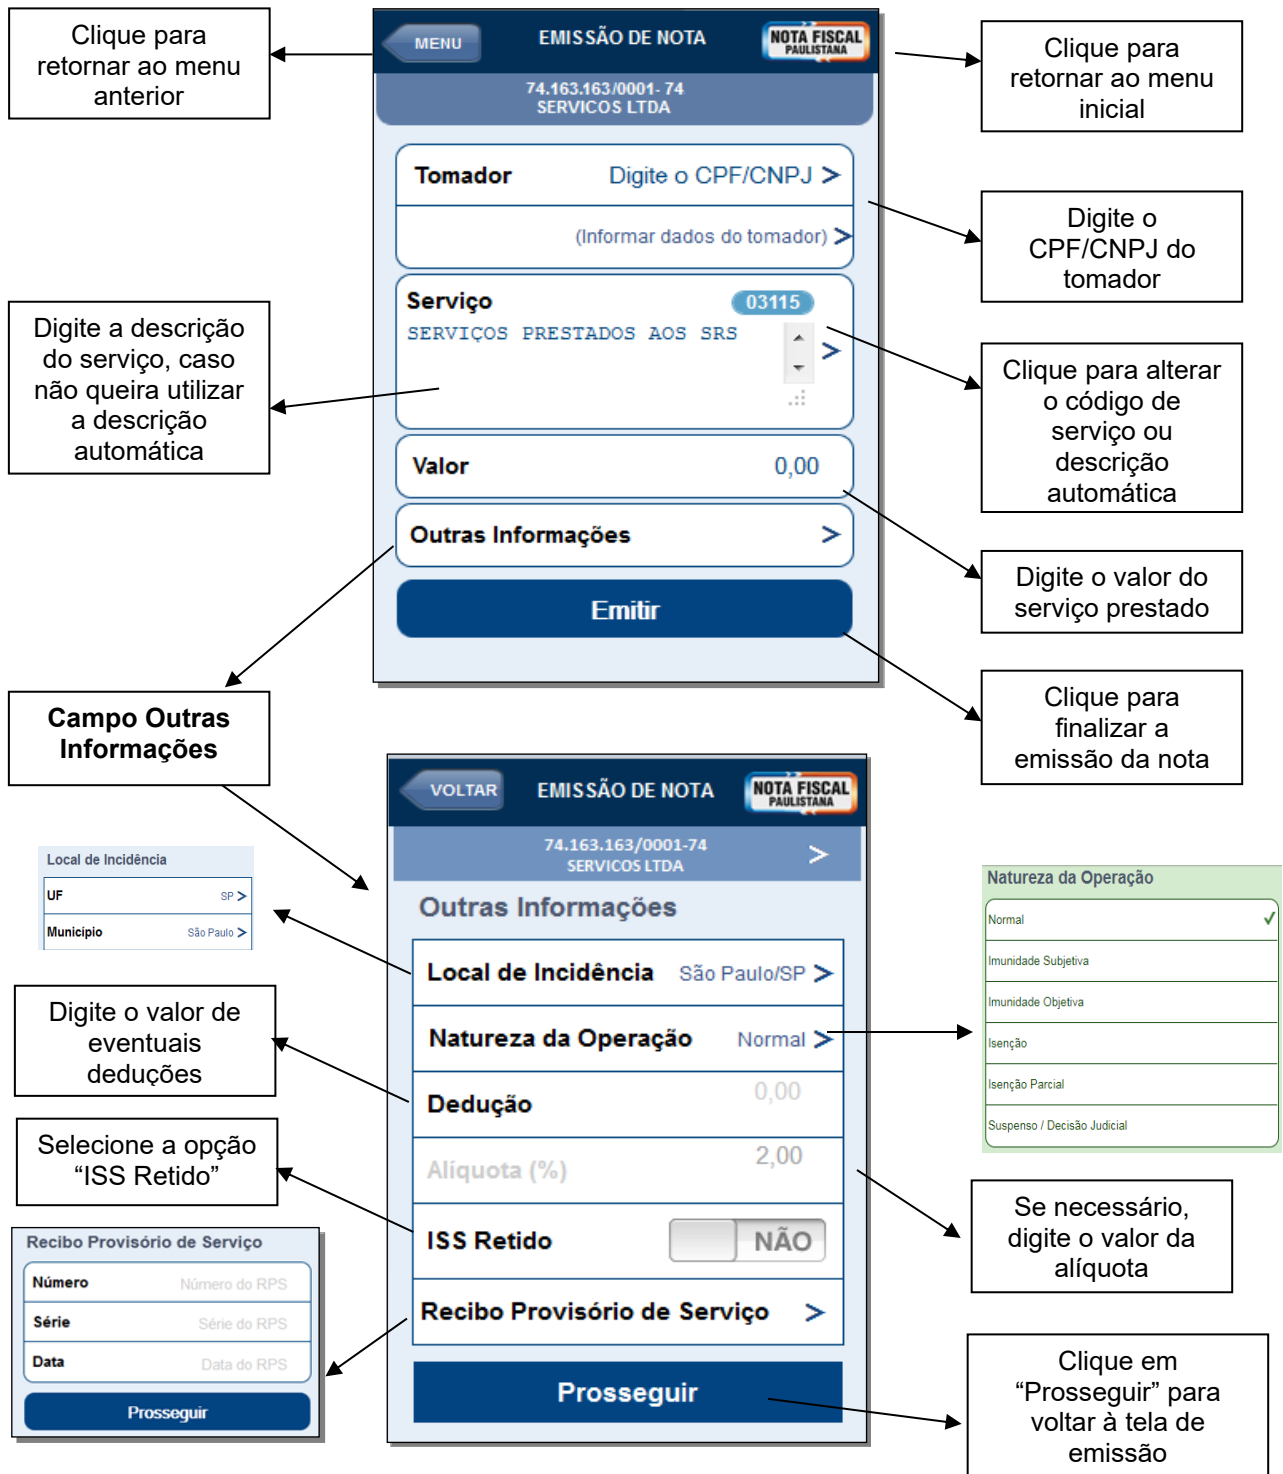 Clique para
retornar ao menu
anterior
MENU
EMISSÃO DE NOTA
NOTA FISCAL
PAULISTANA
74.163.163/0001- 74
SERVICOS LTDA
Clique para
retornar ao menu
inicial
Tomador
Digite o CPF/CNPJ >
(Informar dados do tomador) >
Digite o
CPF/CNPJ do
tomador
Serviço
03115
SERVIÇOS PRESTADOS AOS SRS
>
Digite a descrição
do serviço, caso
não queira utilizar
a descrição
automática
Clique para alterar
o código de
serviço ou
descrição
automática
Valor
0,00
Outras Informações >
Digite o valor do
serviço prestado
Emitir
Clique para
finalizar a
emissão da nota
Campo Outras
Informações
VOLTAR
EMISSÃO DE NOTA
NOTA FISCAL
PAULISTANA
74.163.163/0001-74
SERVICOS LTDA
>
Outras Informações
Local de Incidência
UF
SP >
Município
São Paulo >
Local de Incidência São Paulo/SP >
Natureza da Operação Normal >
Dedução
0,00
Alíquota (%)
2,00
ISS Retido
NÃO
Recibo Provisório de Serviço >
Prosseguir
Natureza da Operação
Normal ✓
Imunidade Subjetiva
Imunidade Objetiva
Isenção
Isenção Parcial
Suspenso / Decisão Judicial
Digite o valor de
eventuais
deduções
Selecione a opção
“ISS Retido”
Recibo Provisório de Serviço
Número
Número do RPS
Série
Série do RPS
Data
Data do RPS
Prosseguir
Se necessário,
digite o valor da
alíquota
Clique em
“Prosseguir” para
voltar à tela de
emissão